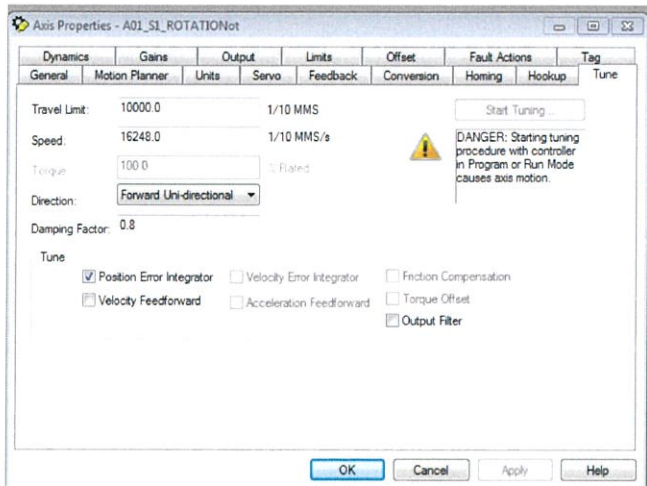 Axis Properties - A01_S1_ROTATIONot
Dynamics Gains Output Limits Offset Fault Actions Tag
General Motion Planner Units Servo Feedback Conversion Homing Hookup Tune
Travel Limit: 10000.0 1/10 MMS Start Tuning...
Speed: 16248.0 1/10 MMS/s
DANGER: Starting tuning
procedure with controller
in Program or Run Mode
causes axis motion.
Torque 100.0 % Rated
Direction: Forward Uni-directional
Damping Factor: 0.8
Tune
Position Error Integrator Velocity Error Integrator Friction Compensation
Velocity Feedforward Acceleration Feedforward Torque Offset
Output Filter
OK Cancel Apply Help